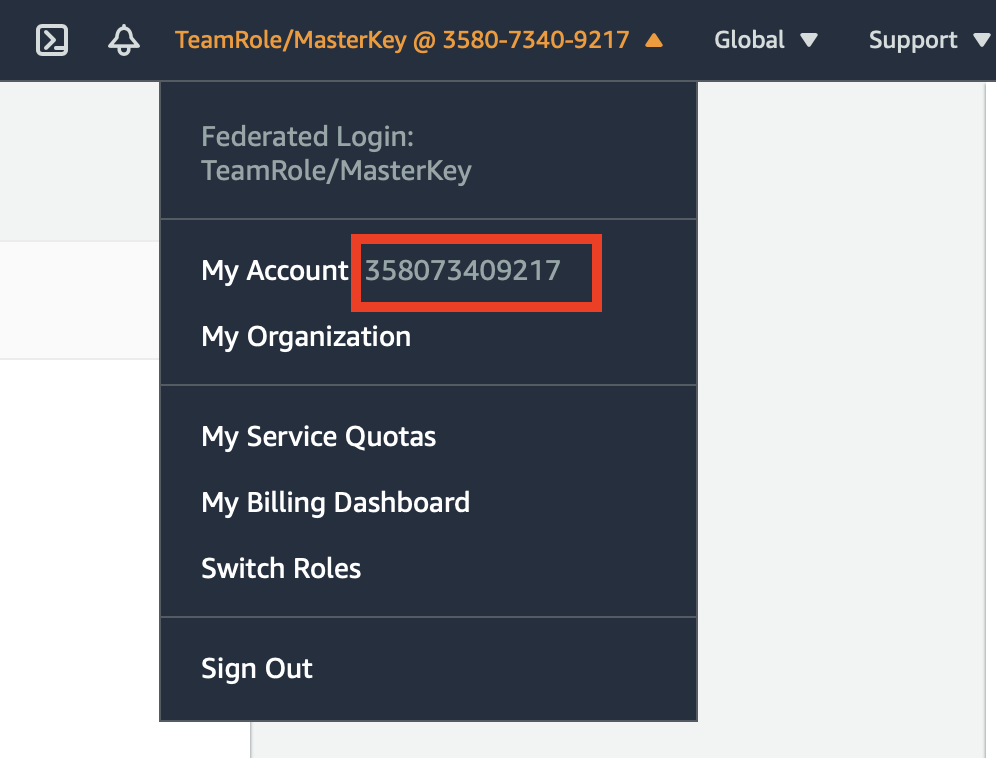 TeamRole/MasterKey @ 3580-7340-9217 Global Support
Federated Login:
TeamRole/MasterKey
My Account 358073409217
My Organization
My Service Quotas
My Billing Dashboard
Switch Roles
Sign Out